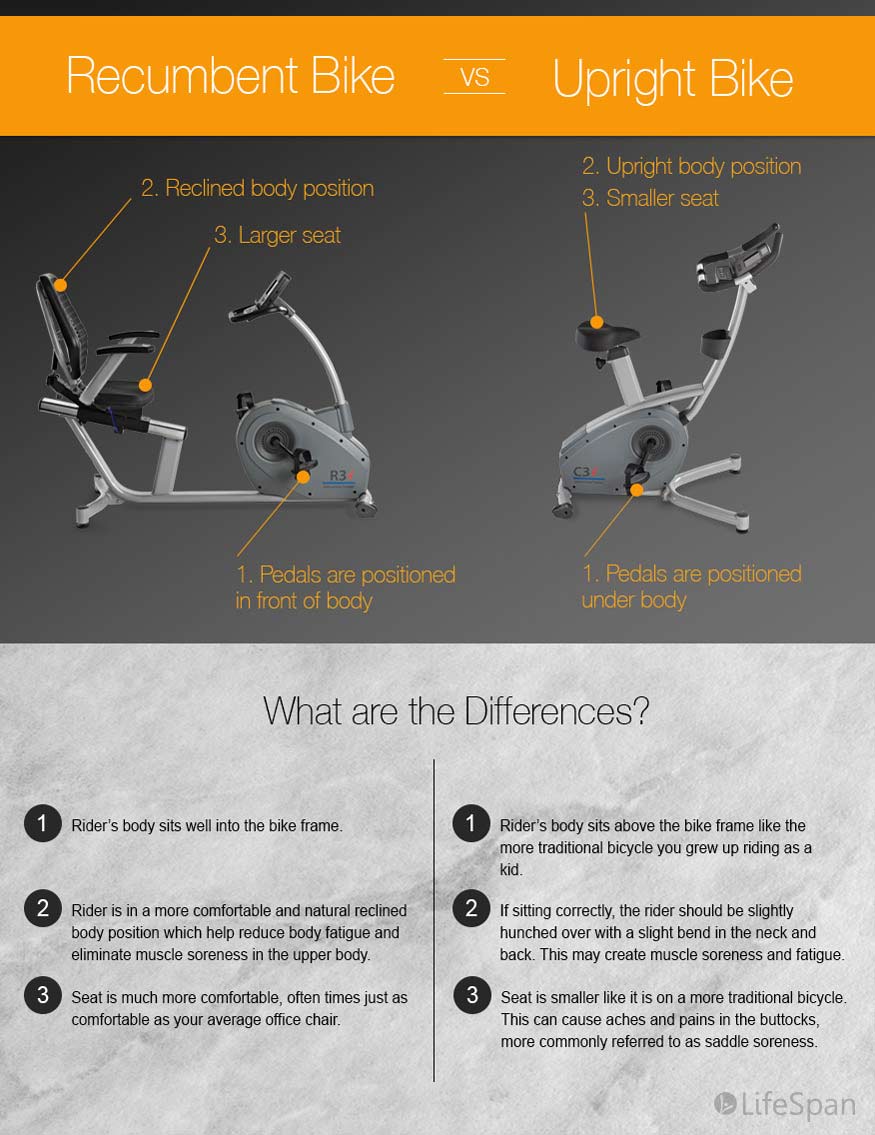 Recumbent Bike
VS
Upright Bike
2. Reclined body position
3. Larger seat
1. Pedals are positioned
in front of body
R3i
2. Upright body position
3. Smaller seat
1. Pedals are positioned
under body
What are the Differences?
1
Rider’s body sits well into the bike frame.
2
Rider is in a more comfortable and natural reclined
body position which help reduce body fatigue and
eliminate muscle soreness in the upper body.
3
Seat is much more comfortable, often times just as
comfortable as your average office chair.
1
Rider’s body sits above the bike frame like the
more traditional bicycle you grew up riding as a
kid.
2
If sitting correctly, the rider should be slightly
hunched over with a slight bend in the neck and
back. This may create muscle soreness and fatigue.
3
Seat is smaller like it is on a more traditional bicycle.
This can cause aches and pains in the buttocks,
more commonly referred to as saddle soreness.
LifeSpan